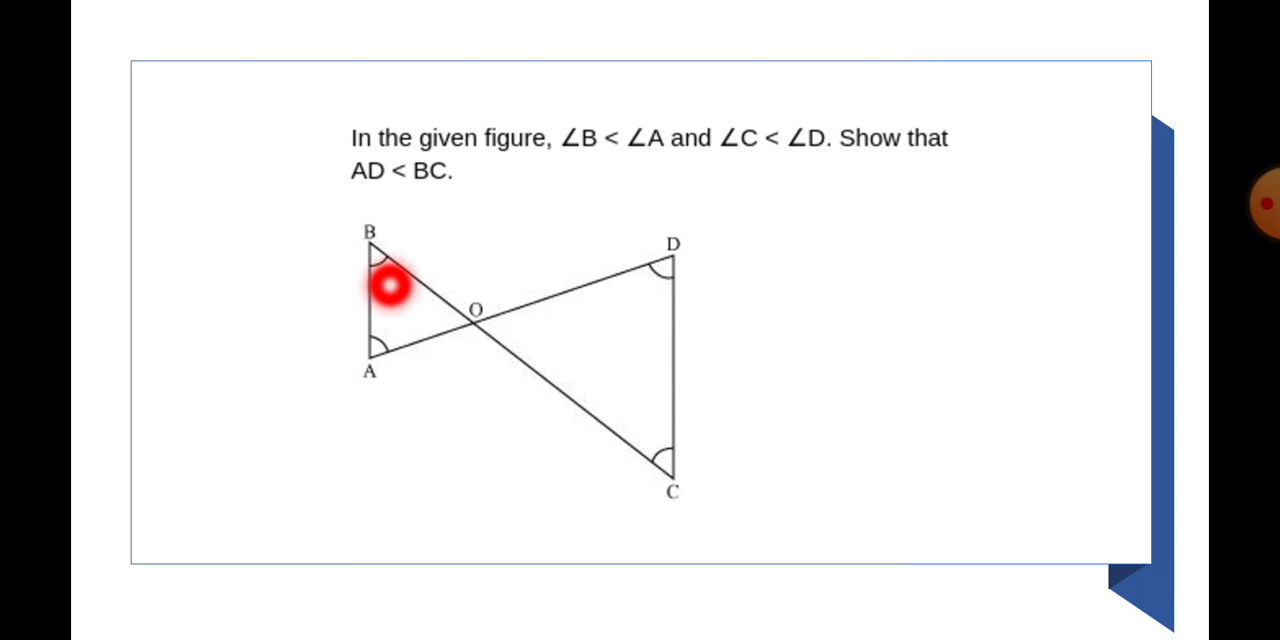 In the given figure, ∠B < ∠A and ∠C < ∠D. Show that
AD < BC.
B
D
O
A
C